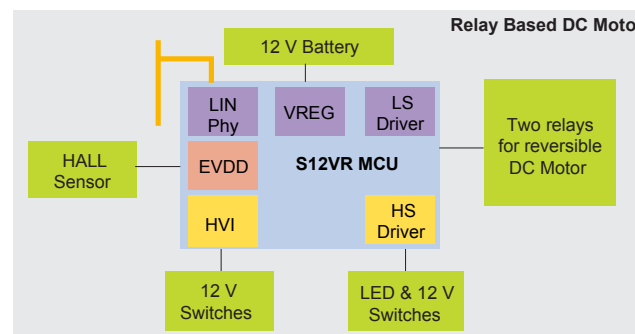 Relay Based DC Moto
12 V Battery
LIN
Phy
VREG
LS
Driver
HALL
Sensor
EVDD
S12VR MCU
Two relays
for reversible
DC Motor
HVI
HS
Driver
12 V
Switches
LED & 12 V
Switches